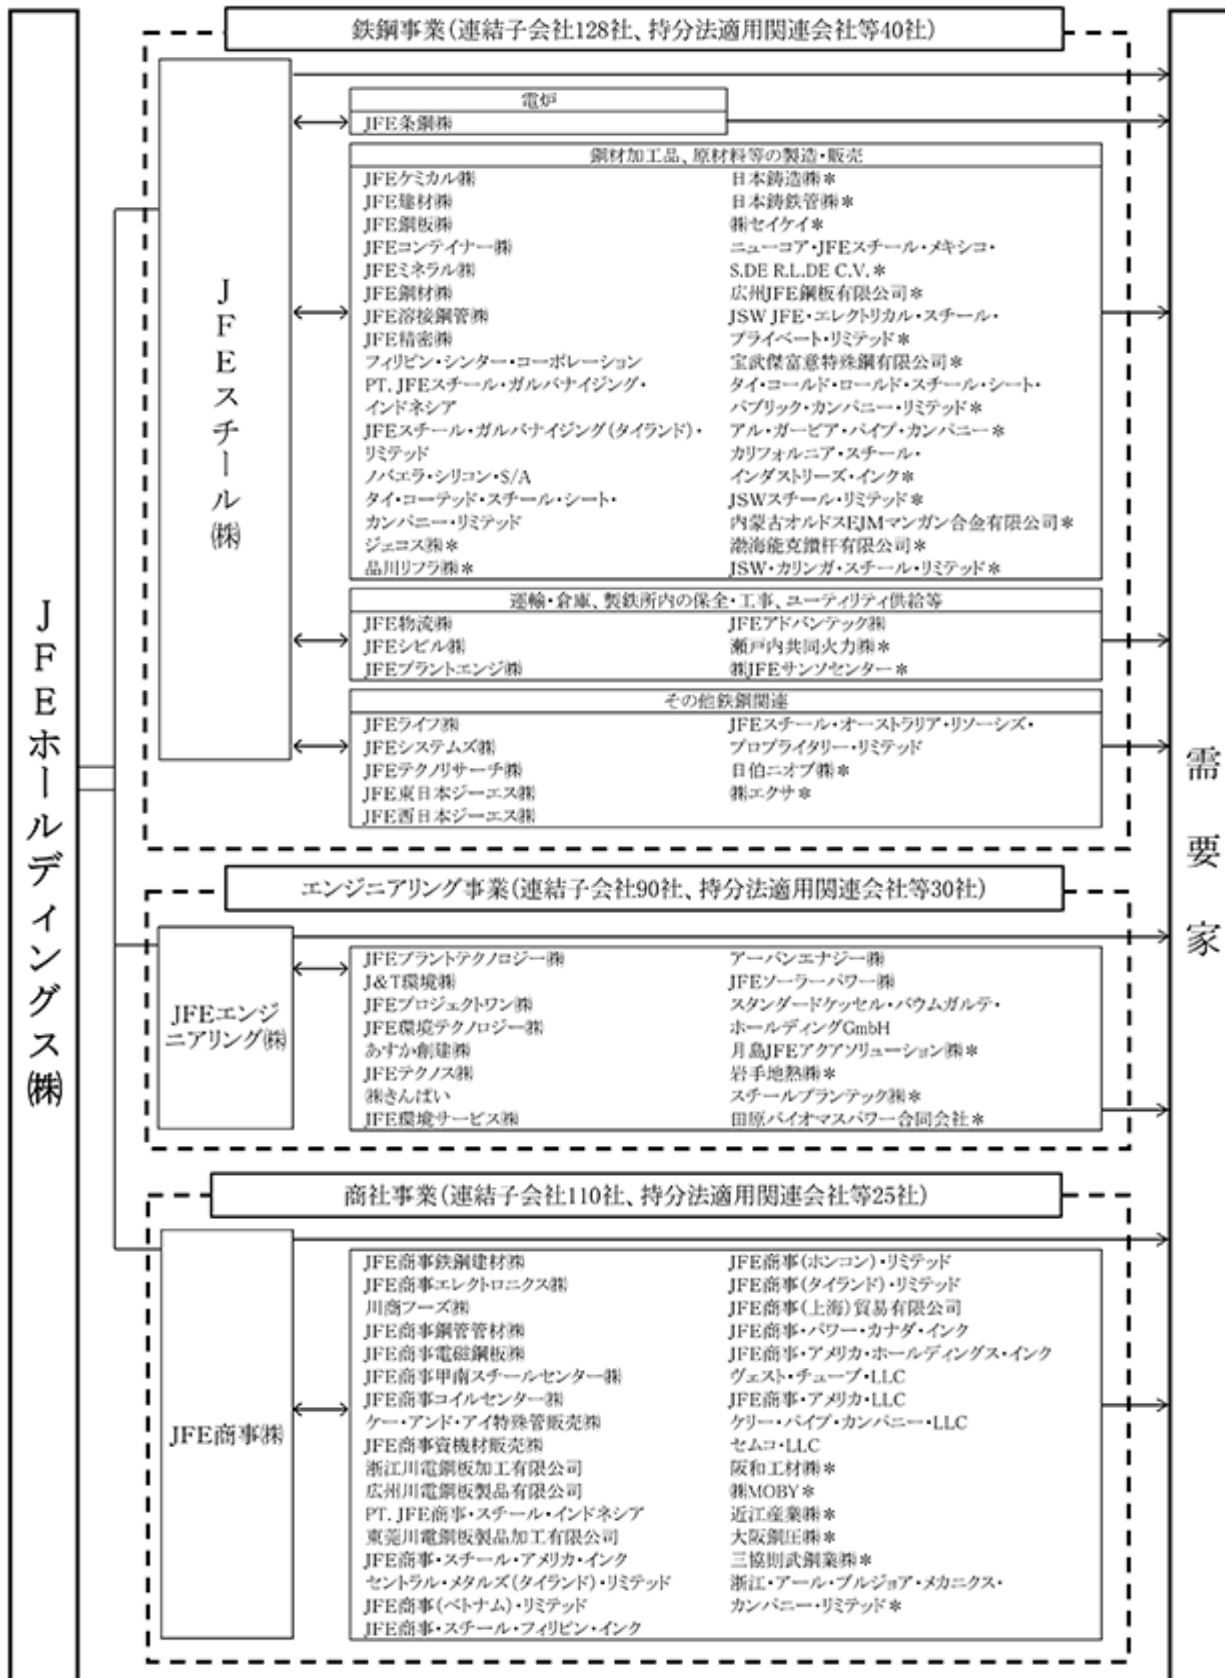 JFEホールディングス㈱
鉄鋼事業(連結子会社128社、持分法適用関連会社等40社)
JFEスチール㈱
電炉
JFE条鋼㈱
鋼材加工品、原材料等の製造・販売
JFEケミカル㈱
JFE建材㈱
JFE鋼板㈱
JFEコンテイナー㈱
JFEミネラル㈱
JFE鋼材㈱
JFE溶接鋼管㈱
JFE精密㈱
フィリピン・シンター・コーポレーション
PT. JFEスチール・ガルバナイジング・
インドネシア
JFEスチール・ガルバナイジング(タイランド)・
リミテッド
ノバエラ・シリコン・S/A
タイ・コーテッド・スチール・シート・
カンパニー・リミテッド
ジェコス㈱＊
品川リフラ㈱＊
日本鋳造㈱＊
日本鋳鉄管㈱＊
㈱セイケイ＊
ニューコア・JFEスチール・メキシコ・
S.DE R.L.DE C.V.＊
広州JFE鋼板有限公司＊
JSW JFE・エレクトリカル・スチール・
プライベート・リミテッド＊
宝武傑富意特殊鋼有限公司＊
タイ・コールド・ロールド・スチール・シート・
パブリック・カンパニー・リミテッド＊
アル・ガービア・パイプ・カンパニー＊
カリフォルニア・スチール・
インダストリーズ・インク＊
JSWスチール・リミテッド＊
内蒙古オルドスEJMマンガン合金有限公司＊
渤海能克鑽杆有限公司＊
JSW・カリンガ・スチール・リミテッド＊
運輸・倉庫、製鉄所内の保全・工事、ユーティリティ供給等
JFE物流㈱
JFEシビル㈱
JFEプラントエンジ㈱
JFEアドバンテック㈱
瀬戸内共同火力㈱＊
㈱JFEサンソセンター＊
その他鉄鋼関連
JFEライフ㈱
JFEシステムズ㈱
JFEテクノリサーチ㈱
JFE東日本ジーエス㈱
JFE西日本ジーエス㈱
JFEスチール・オーストラリア・リソーシズ・
プロプライタリー・リミテッド
日伯ニオブ㈱＊
㈱エクサ＊
エンジニアリング事業(連結子会社90社、持分法適用関連会社等30社)
JFEエンジ
ニアリング㈱
JFEプラントテクノロジー㈱
J&T環境㈱
JFEプロジェクトワン㈱
JFE環境テクノロジー㈱
あすか創建㈱
JFEテクノス㈱
㈱きんぱい
JFE環境サービス㈱
アーバンエナジー㈱
JFEソーラーパワー㈱
スタンダードケッセル・バウムガルテ・
ホールディングGmbH
月島JFEアクアソリューション㈱＊
岩手地熱㈱＊
スチールプランテック㈱＊
田原バイオマスパワー合同会社＊
商社事業(連結子会社110社、持分法適用関連会社等25社)
JFE商事㈱
JFE商事鉄鋼建材㈱
JFE商事エレクトロニクス㈱
川商フーズ㈱
JFE商事鋼管管材㈱
JFE商事電磁鋼板㈱
JFE商事甲南スチールセンター㈱
JFE商事コイルセンター㈱
ケー・アンド・アイ特殊管販売㈱
JFE商事資機材販売㈱
浙江川電鋼板加工有限公司
広州川電鋼板製品有限公司
PT. JFE商事・スチール・インドネシア
東莞川電鋼板製品加工有限公司
JFE商事・スチール・アメリカ・インク
セントラル・メタルズ(タイランド)・リミテッド
JFE商事(ベトナム)・リミテッド
JFE商事・スチール・フィリピン・インク
JFE商事(ホンコン)・リミテッド
JFE商事(タイランド)・リミテッド
JFE商事(上海)貿易有限公司
JFE商事・パワー・カナダ・インク
JFE商事・アメリカ・ホールディングス・インク
ヴェスト・チューブ・LLC
JFE商事・アメリカ・LLC
ケリー・パイプ・カンパニー・LLC
セムコ・LLC
阪和工材㈱＊
㈱MOBY＊
近江産業㈱＊
大阪鋼圧㈱＊
三協則武鋼業㈱＊
浙江・アール・ブルジョア・メカニクス・
カンパニー・リミテッド＊
需要家